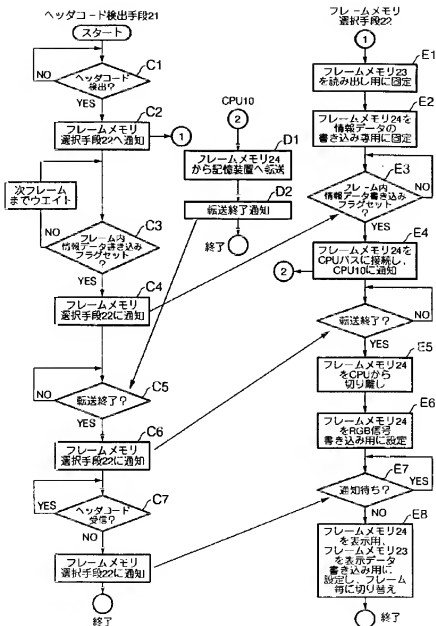 ヘッダコード検出手段21
スタート
C1
ヘッダコード
検出?
NO
YES
C2
フレームメモリ
選択手段22へ通知
1
次フレーム
までウエイト
NO
C3
フレーム内
情報データ書き込み
フラグセット
?
YES
C4
フレームメモリ
選択手段22に通知
NO
転送終了?
C5
YES
C6
フレームメモリ
選択手段22に通知
C7
YES
ヘッダコード
受信?
NO
フレームメモリ
選択手段22に通知
終了
CPU10
2
D1
フレームメモリ24
から記憶装置へ転送
D2
転送終了通知
終了
フレームメモリ
選択手段22
1
E1
フレームメモリ23
を読み出し用に固定
E2
フレームメモリ24を
情報データの
書き込み専用に固定
E3
フレーム内
情報データ書き込み
フラグセット
?
NO
YES
E4
フレームメモリ24を
CPUバスに接続し、
CPU10に通知
2
転送終了?
NO
YES
E5
フレームメモリ24
をCPUから
切り離し
E6
フレームメモリ24
をRGB信号
書き込み用に設定
E7
通知待ち?
YES
NO
E8
フレームメモリ24
を表示用、
フレームメモリ23
を表示データ
書き込み用に
設定し、フレーム
毎に切り替え
終了